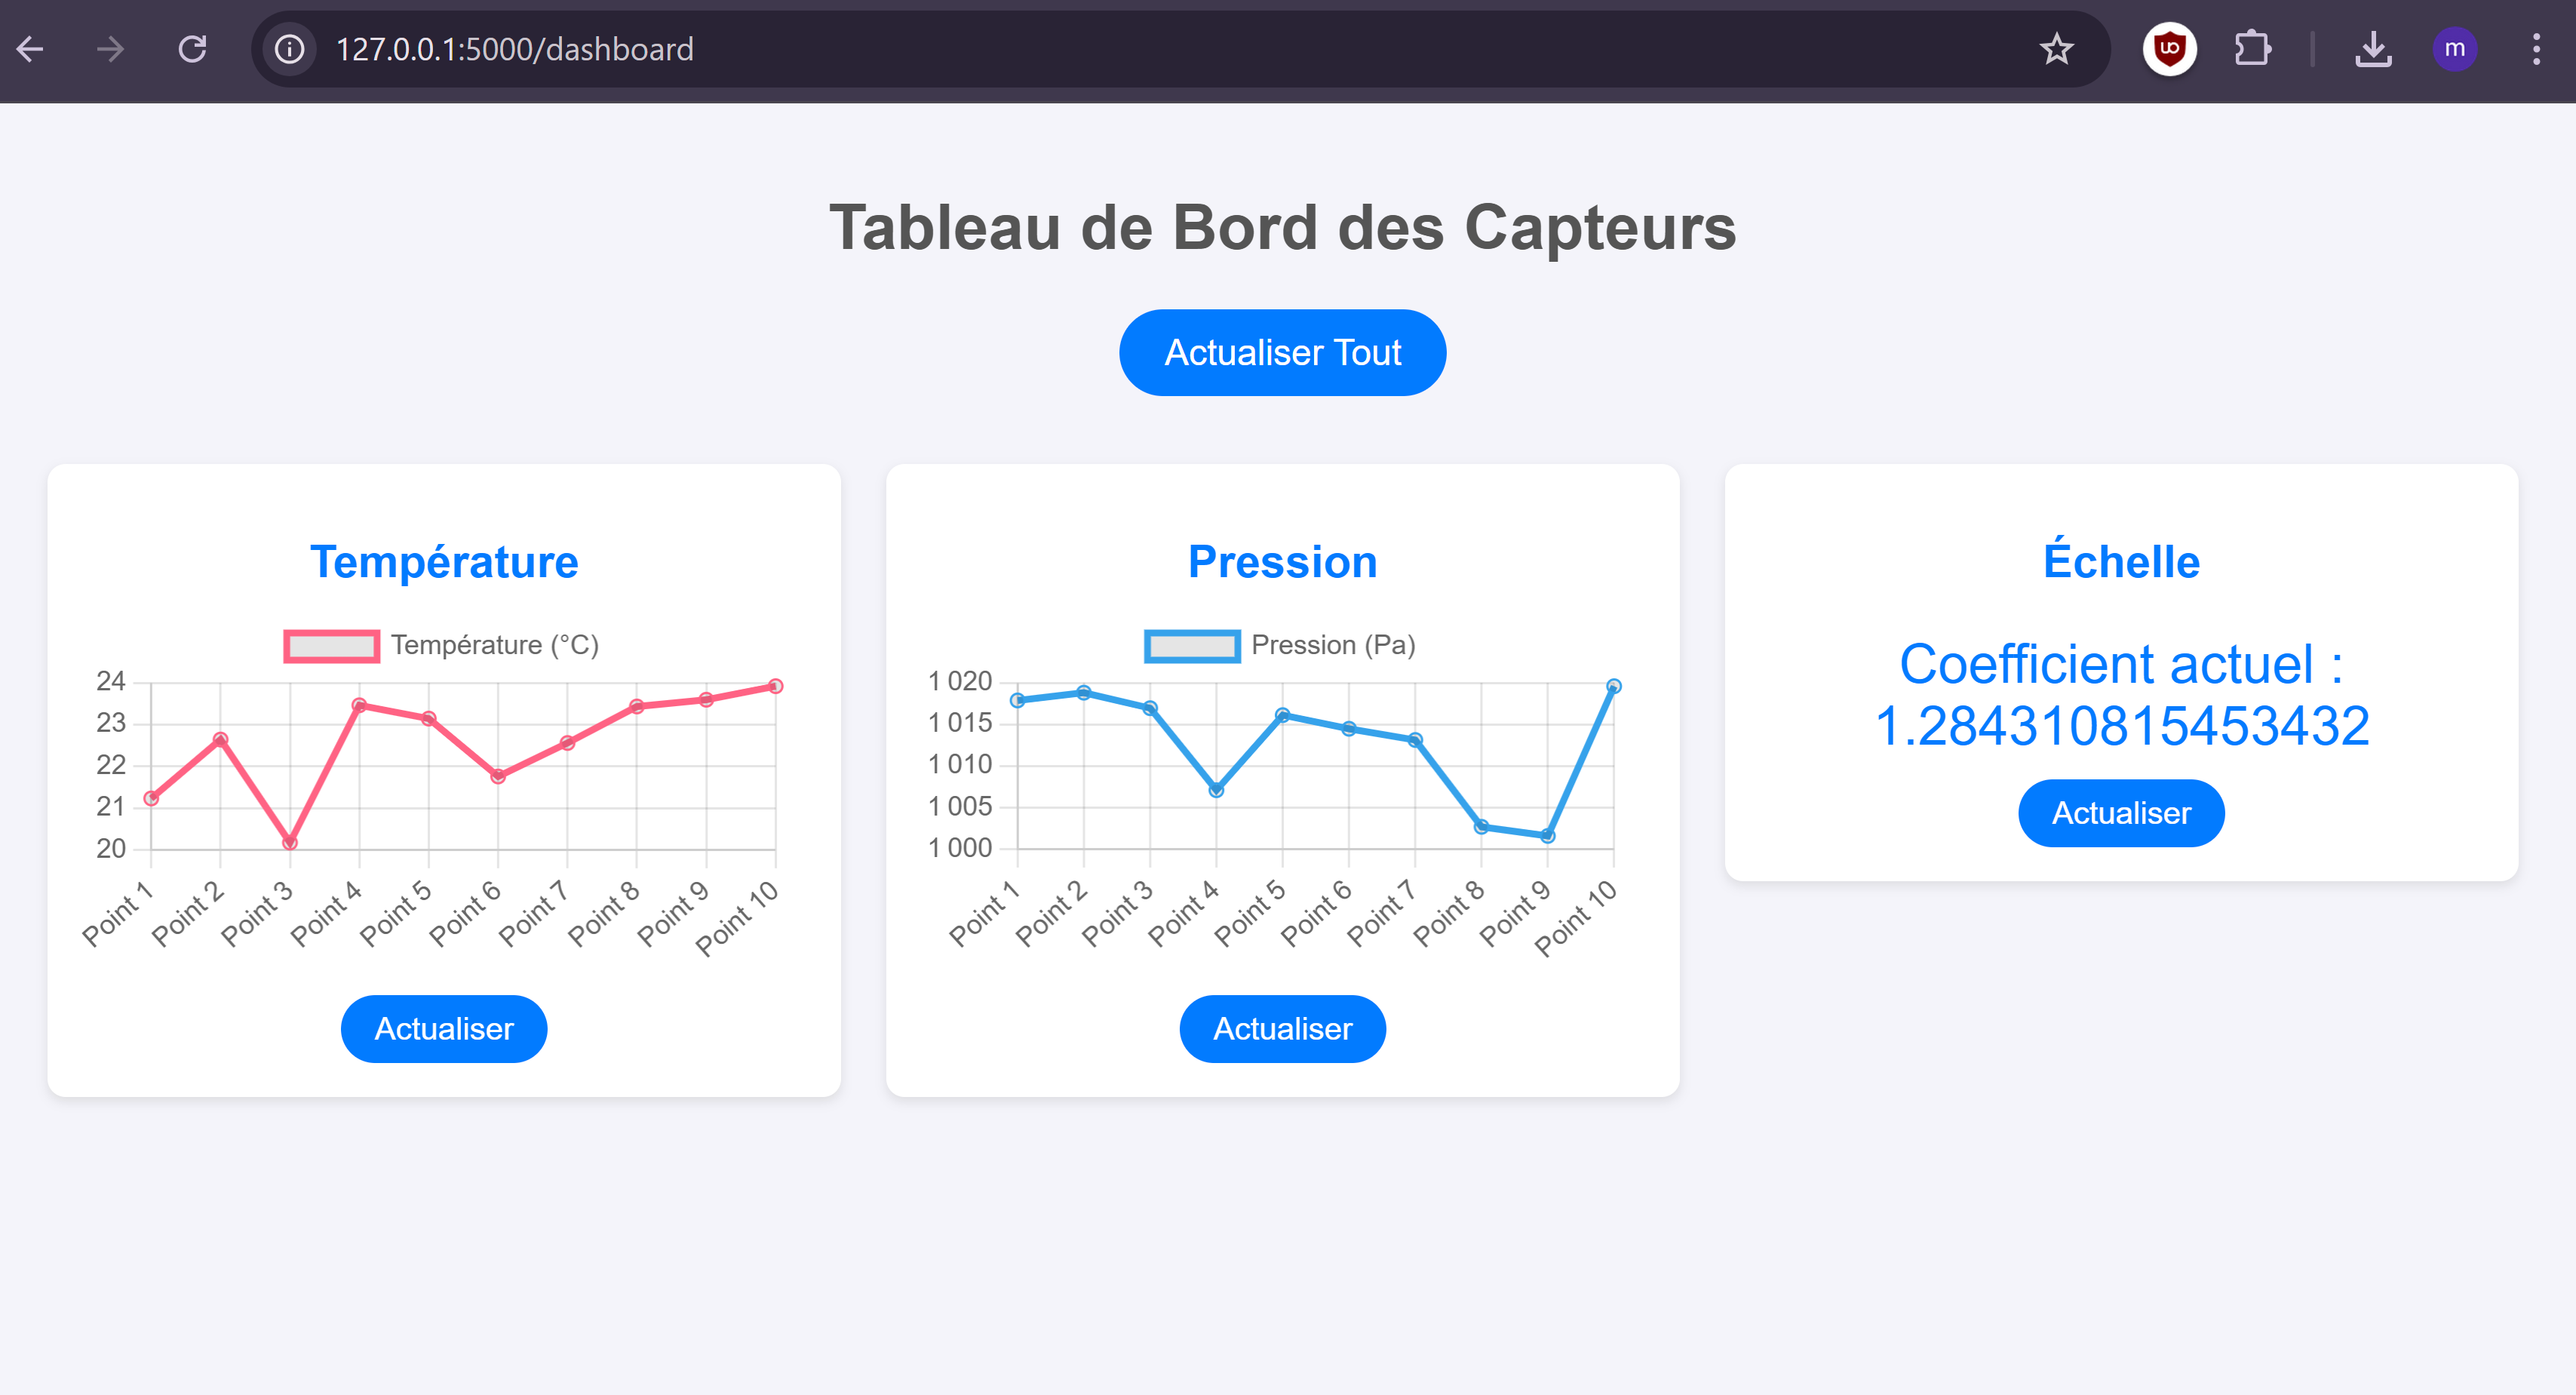 127.0.0.1:5000/dashboard
m
Tableau de Bord des Capteurs
Actualiser Tout
Température
Température (°C)
24
23
22
21
20
Point 1
Point 2
Point 3
Point 4
Point 5
Point 6
Point 7
Point 8
Point 9
Point 10
Actualiser
Pression
Pression (Pa)
1 020
1 015
1 010
1 005
1 000
Point 1
Point 2
Point 3
Point 4
Point 5
Point 6
Point 7
Point 8
Point 9
Point 10
Actualiser
Échelle
Coefficient actuel :
1.284310815453432
Actualiser